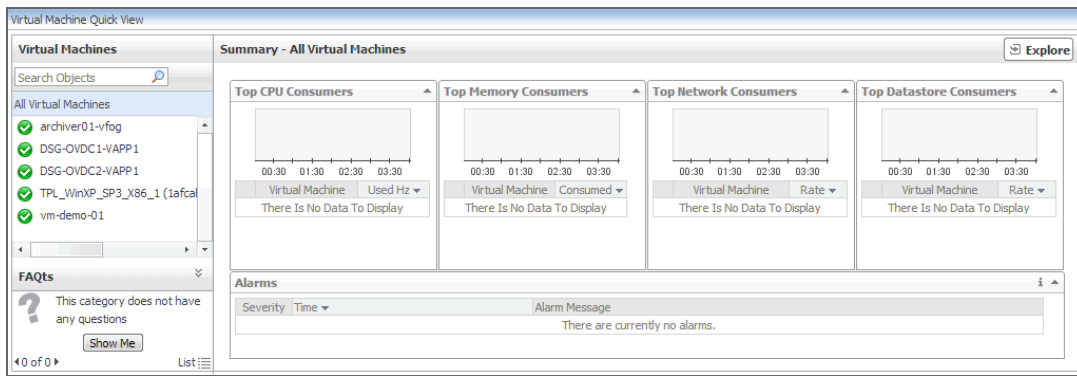 Virtual Machine Quick View
Virtual Machines
Search Objects
All Virtual Machines
archiver01-vfog
DSG-OVDC1-VAPP1
DSG-OVDC2-VAPP1
TPL_WinXP_SP3_X86_1 (1afcal
vm-demo-01
FAQts
This category does not have
any questions
Show Me
0 of 0
List
Summary - All Virtual Machines
Explore
Top CPU Consumers
00:30 01:30 02:30 03:30
Virtual Machine Used Hz
There Is No Data To Display
Top Memory Consumers
00:30 01:30 02:30 03:30
Virtual Machine Consumed
There Is No Data To Display
Top Network Consumers
00:30 01:30 02:30 03:30
Virtual Machine Rate
There Is No Data To Display
Top Datastore Consumers
00:30 01:30 02:30 03:30
Virtual Machine Rate
There Is No Data To Display
Alarms
Severity Time Alarm Message
There are currently no alarms.